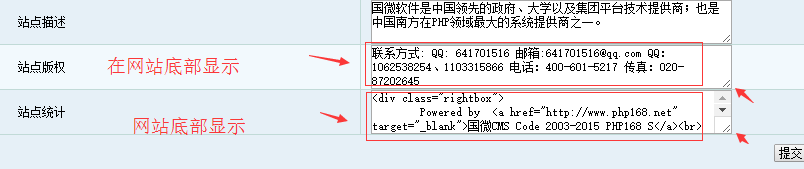 国微软件是中国领先的政府、大学以及集团平台技术提供商；也是
站点描述
中国南方在PHP领域最大的系统提供商之一。
联系方式: QQ: 641701516 邮箱:641701516@qq.com QQ:
站点版权
在网站底部显示
1062538254、1103315866 电话: 400-601-5217 传真: 020-
87202645
<div class="rightbox">
站点统计
Powered by <a href="http://www.php168.net"
网站底部显示
target="_blank">国微CMS Code 2003-2015 PHP168 S</a><br>
提交